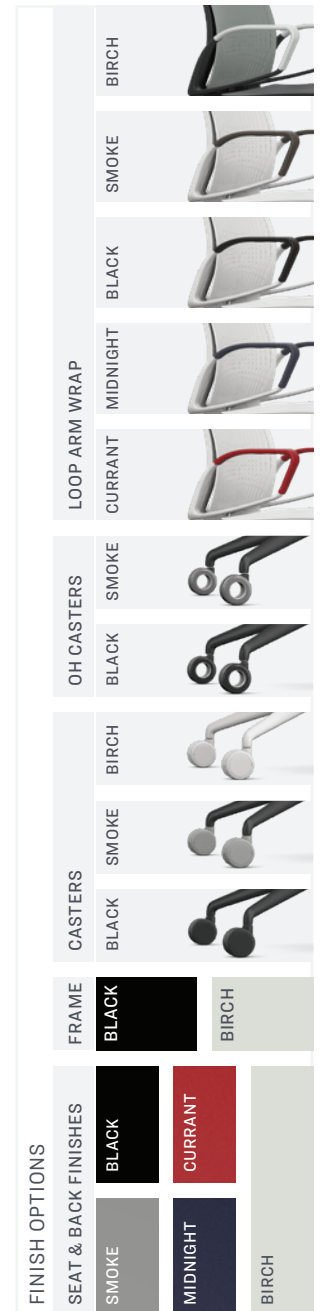 FINISH OPTIONS
SEAT & BACK FINISHES
SMOKE
BLACK
MIDNIGHT
CURRANT
BIRCH
FRAME
BLACK
BIRCH
CASTERS
BLACK
SMOKE
BIRCH
OH CASTERS
BLACK
SMOKE
LOOP ARM WRAP
CURRANT
MIDNIGHT
BLACK
SMOKE
BIRCH